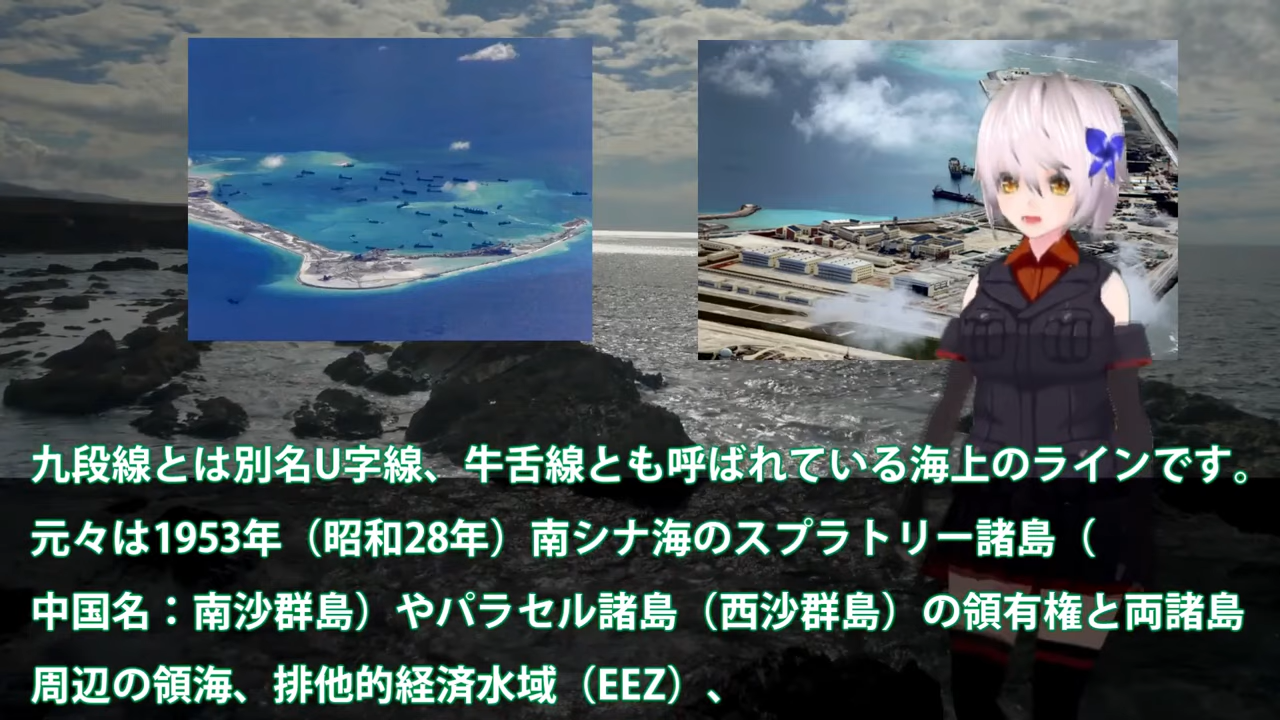 九段線とは別名U字線、牛舌線とも呼ばれている海上のラインです。
元々は1953年（昭和28年）南シナ海のスプラトリー諸島（
中国名：南沙群島）やパラセル諸島（西沙群島）の領有権と両諸島
周辺の領海、排他的経済水域（EEZ）、